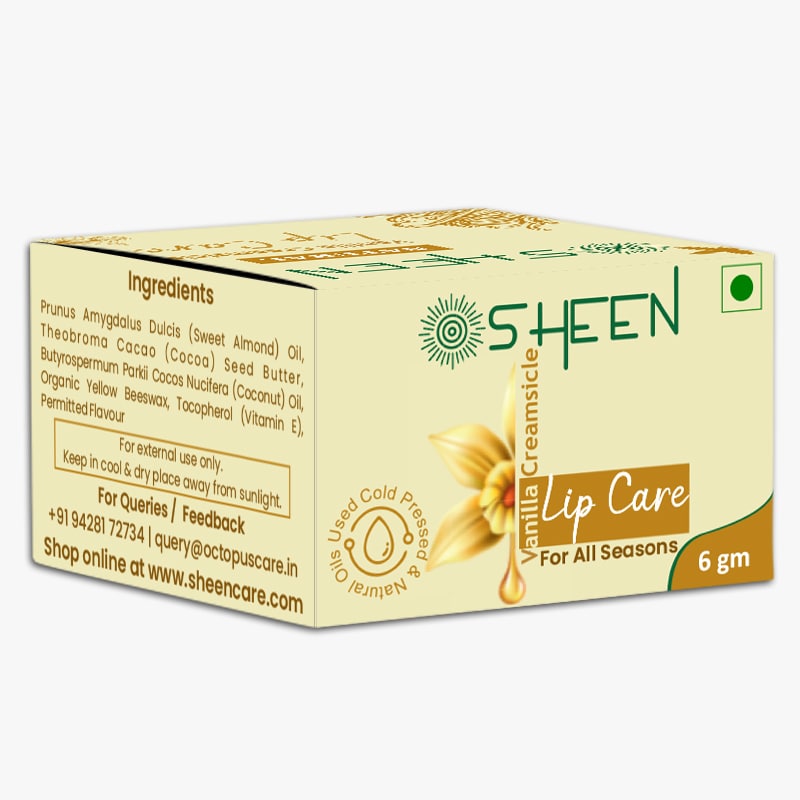 Ingredients
Prunus Amygdalus Dulcis (Sweet Almond) Oil,
Theobroma Cacao (Cocoa) Seed Butter,
Butyrospermum Parkii Cocos Nucifera (Coconut) Oil,
Organic Yellow Beeswax, Tocopherol (Vitamin E),
Permitted Flavour
For external use only.
Keep in cool & dry place away from sunlight.
For Queries / Feedback
+91 94281 72734 | query@octopuscare.in
Shop online at www.sheencare.com
SHEEN
SHEEN
Vanilla Creamsicle
Lip Care
For All Seasons
Cold Pressed & Natural Oils Used
6 gm